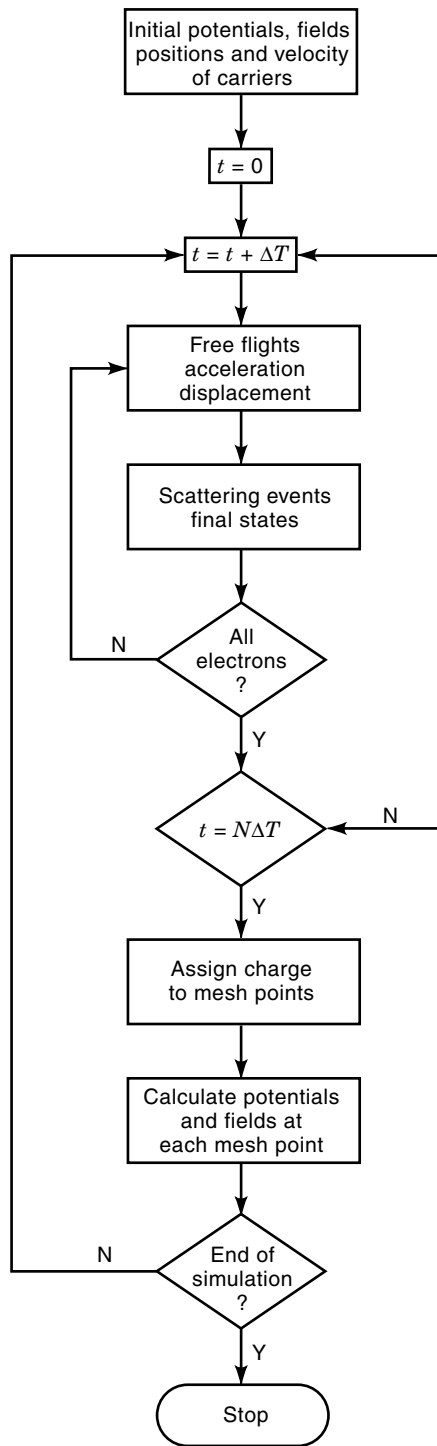 Initial potentials, fields
positions and velocity
of carriers
t = 0
t = t + ΔT
Free flights
acceleration
displacement
Scattering events
final states
N
All
electrons
?
Y
t = NΔT
N
Y
Assign charge
to mesh points
Calculate potentials
and fields at
each mesh point
N
End of
simulation
?
Y
Stop